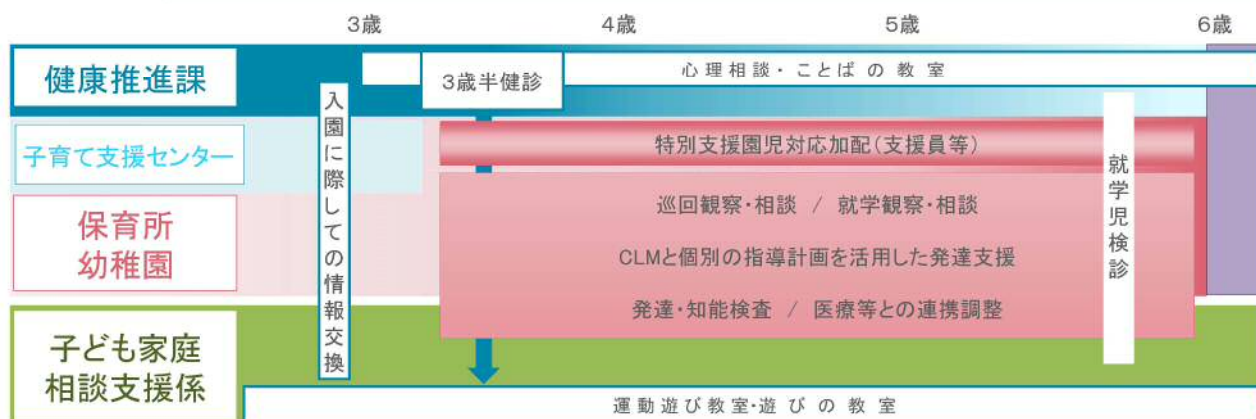 3歳
4歳
5歳
6歳
健康推進課
3歳半健診
心理相談・ことばの教室
入園に際しての情報交換
子育て支援センター
特別支援園児対応加配(支援員等)
就学児検診
保育所
幼稚園
巡回観察・相談 / 就学観察・相談
CLMと個別の指導計画を活用した発達支援
発達・知能検査 / 医療等との連携調整
子ども家庭
相談支援係
運動遊び教室・遊びの教室